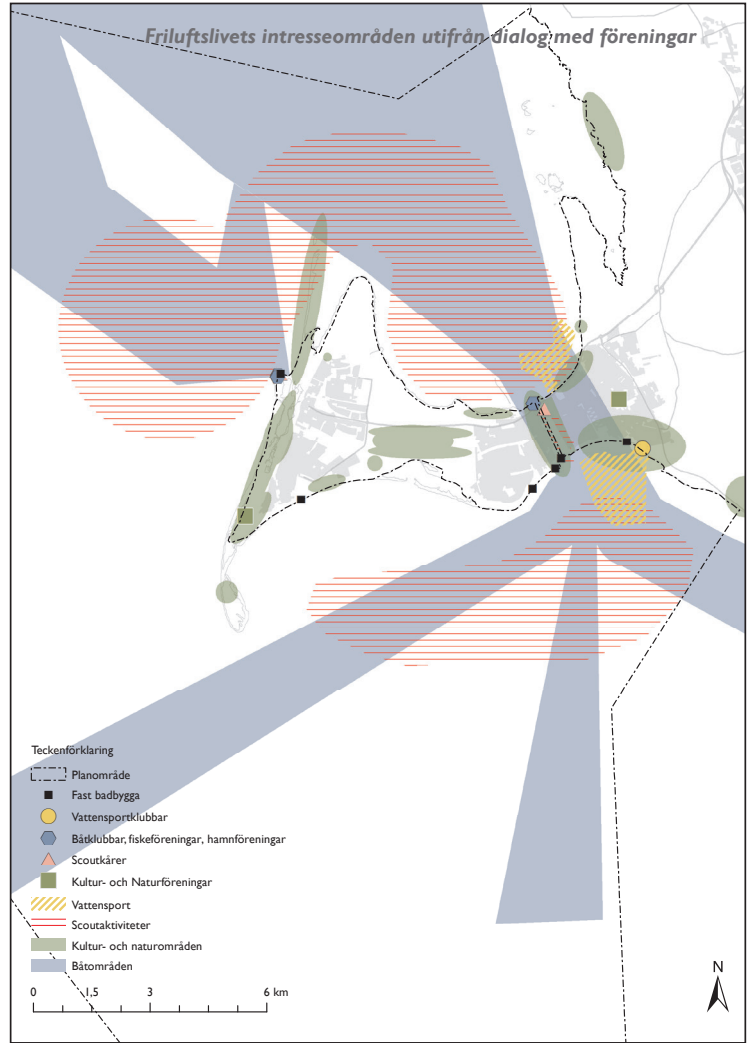 Friluftslivets intresseområden utifrån dialog med föreningar
Teckenförklaring
Planområde
Fast badbygga
Vattensportklubbar
Båtklubbar, fiskeföreningar, hamnföreningar
Scoutkårer
Kultur- och Naturföreningar
Vattensport
Scoutaktiviteter
Kultur- och naturområden
Båtområden
0 1,5 3 6 km
N